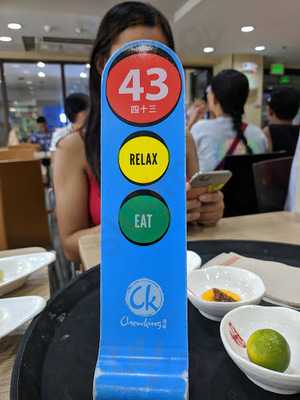 43
四十三
RELAX
EAT
Ck
Chowking